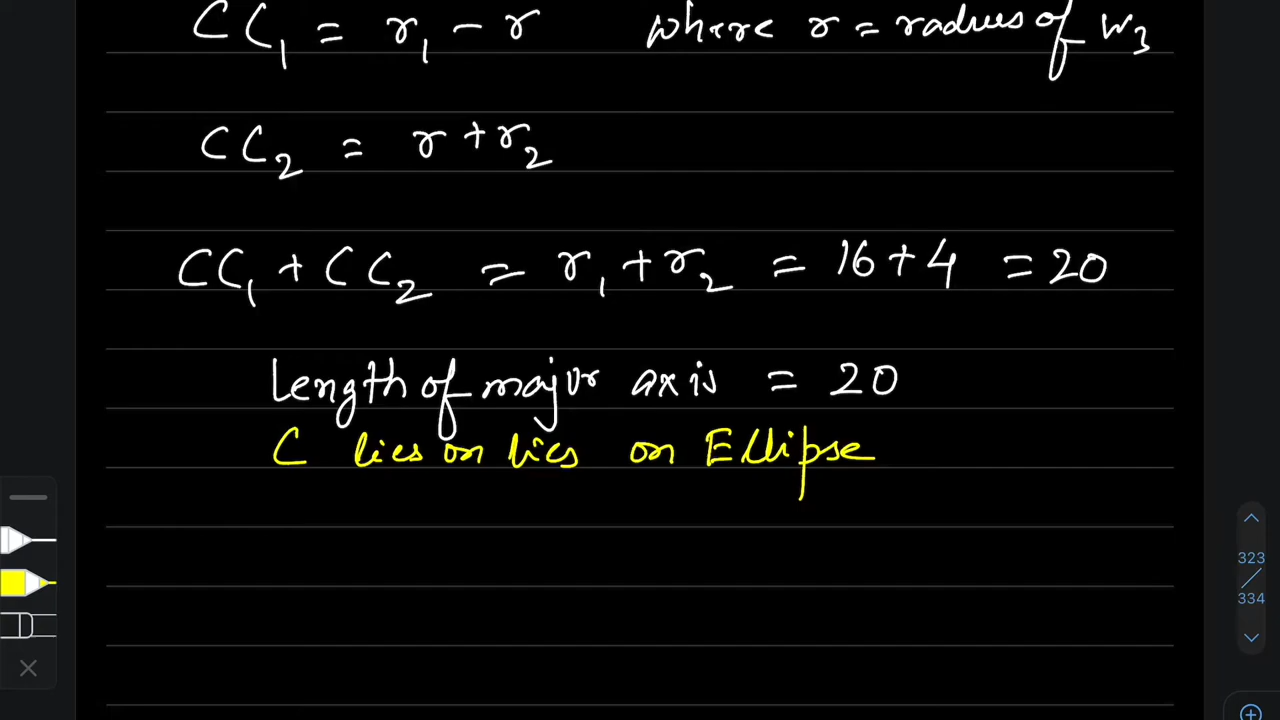 CC₁ = r₁ - r where r = radius of w₃
CC₂ = r + r₂
CC₁ + CC₂ = r₁ + r₂ = 16 + 4 = 20
Length of major axis = 20
C lies on lies on Ellipse
323
334